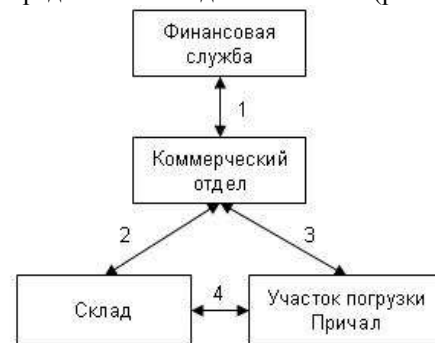 Финансовая
служба
1
Коммерческий
отдел
2
3
Склад
4
Участок погрузки
Причал